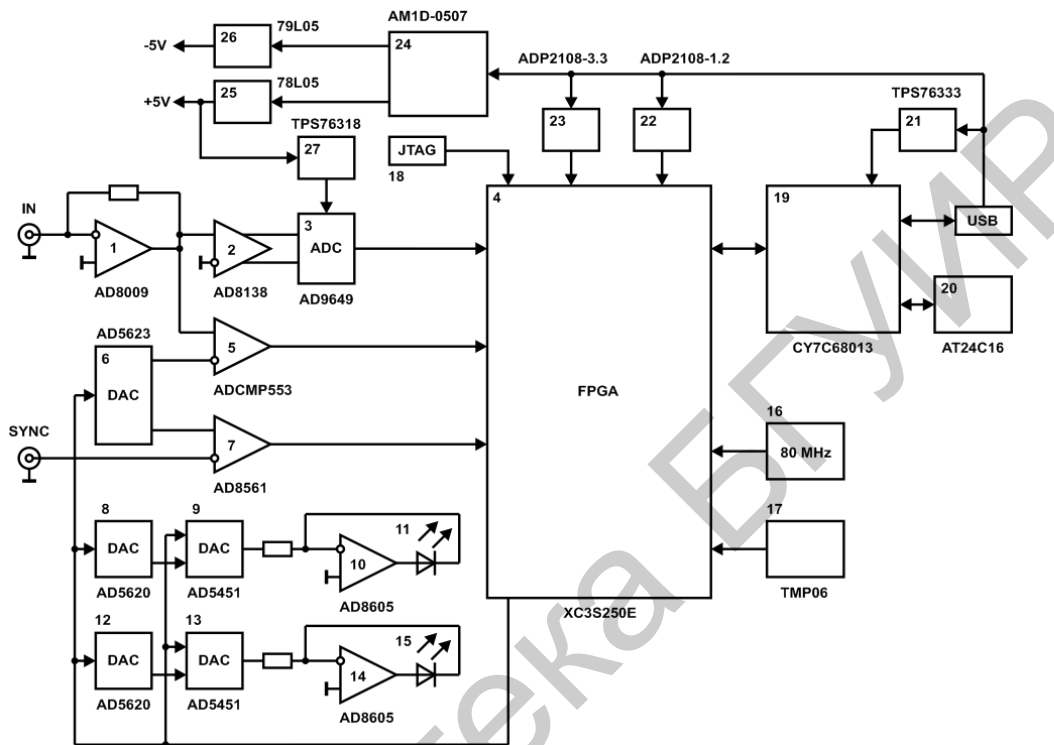 AM1D-0507
79L05
-5V
26
24
ADP2108-3.3
ADP2108-1.2
78L05
+5V
25
TPS76333
TPS76318
23
22
21
27
JTAG
18
IN
4
19
3
1
2
ADC
USB
AD8009
AD8138
AD9649
20
AD5623
CY7C68013
AT24C16
6
5
DAC
ADCMP553
FPGA
16
SYNC
7
80 MHz
AD8561
17
8
9
11
DAC
DAC
10
AD5620
AD5451
AD8605
TMP06
XC3S250E
12
13
15
DAC
DAC
14
AD5620
AD5451
AD8605
тека БГУИР